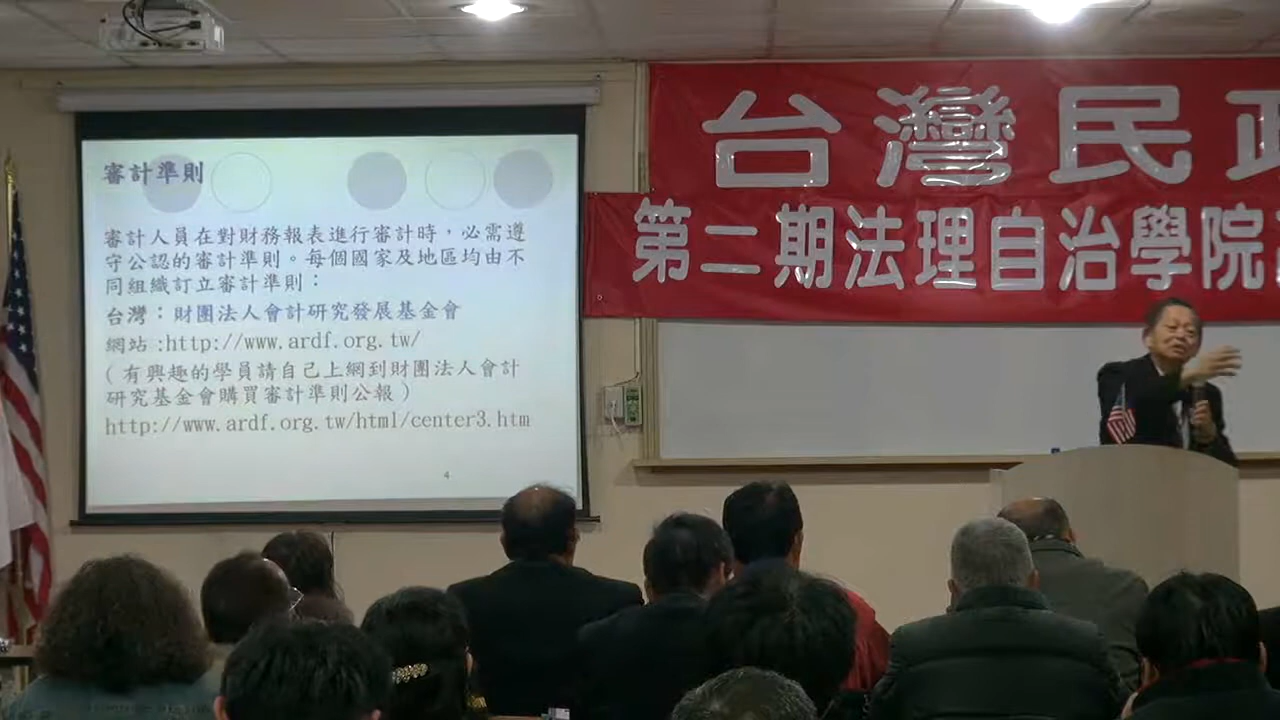 審計準則
審計人員在對財務報表進行審計時，必需遵
守公認的審計準則。每個國家及地區均由不
同組織訂立審計準則：
台灣：財團法人會計研究發展基金會
網站:http://www.ardf.org.tw/
(有興趣的學員請自己上網到財團法人會計
研究基金會購買審計準則公報)
http://www.ardf.org.tw/html/center3.htm
4
台灣民政
第二期法理自治學院